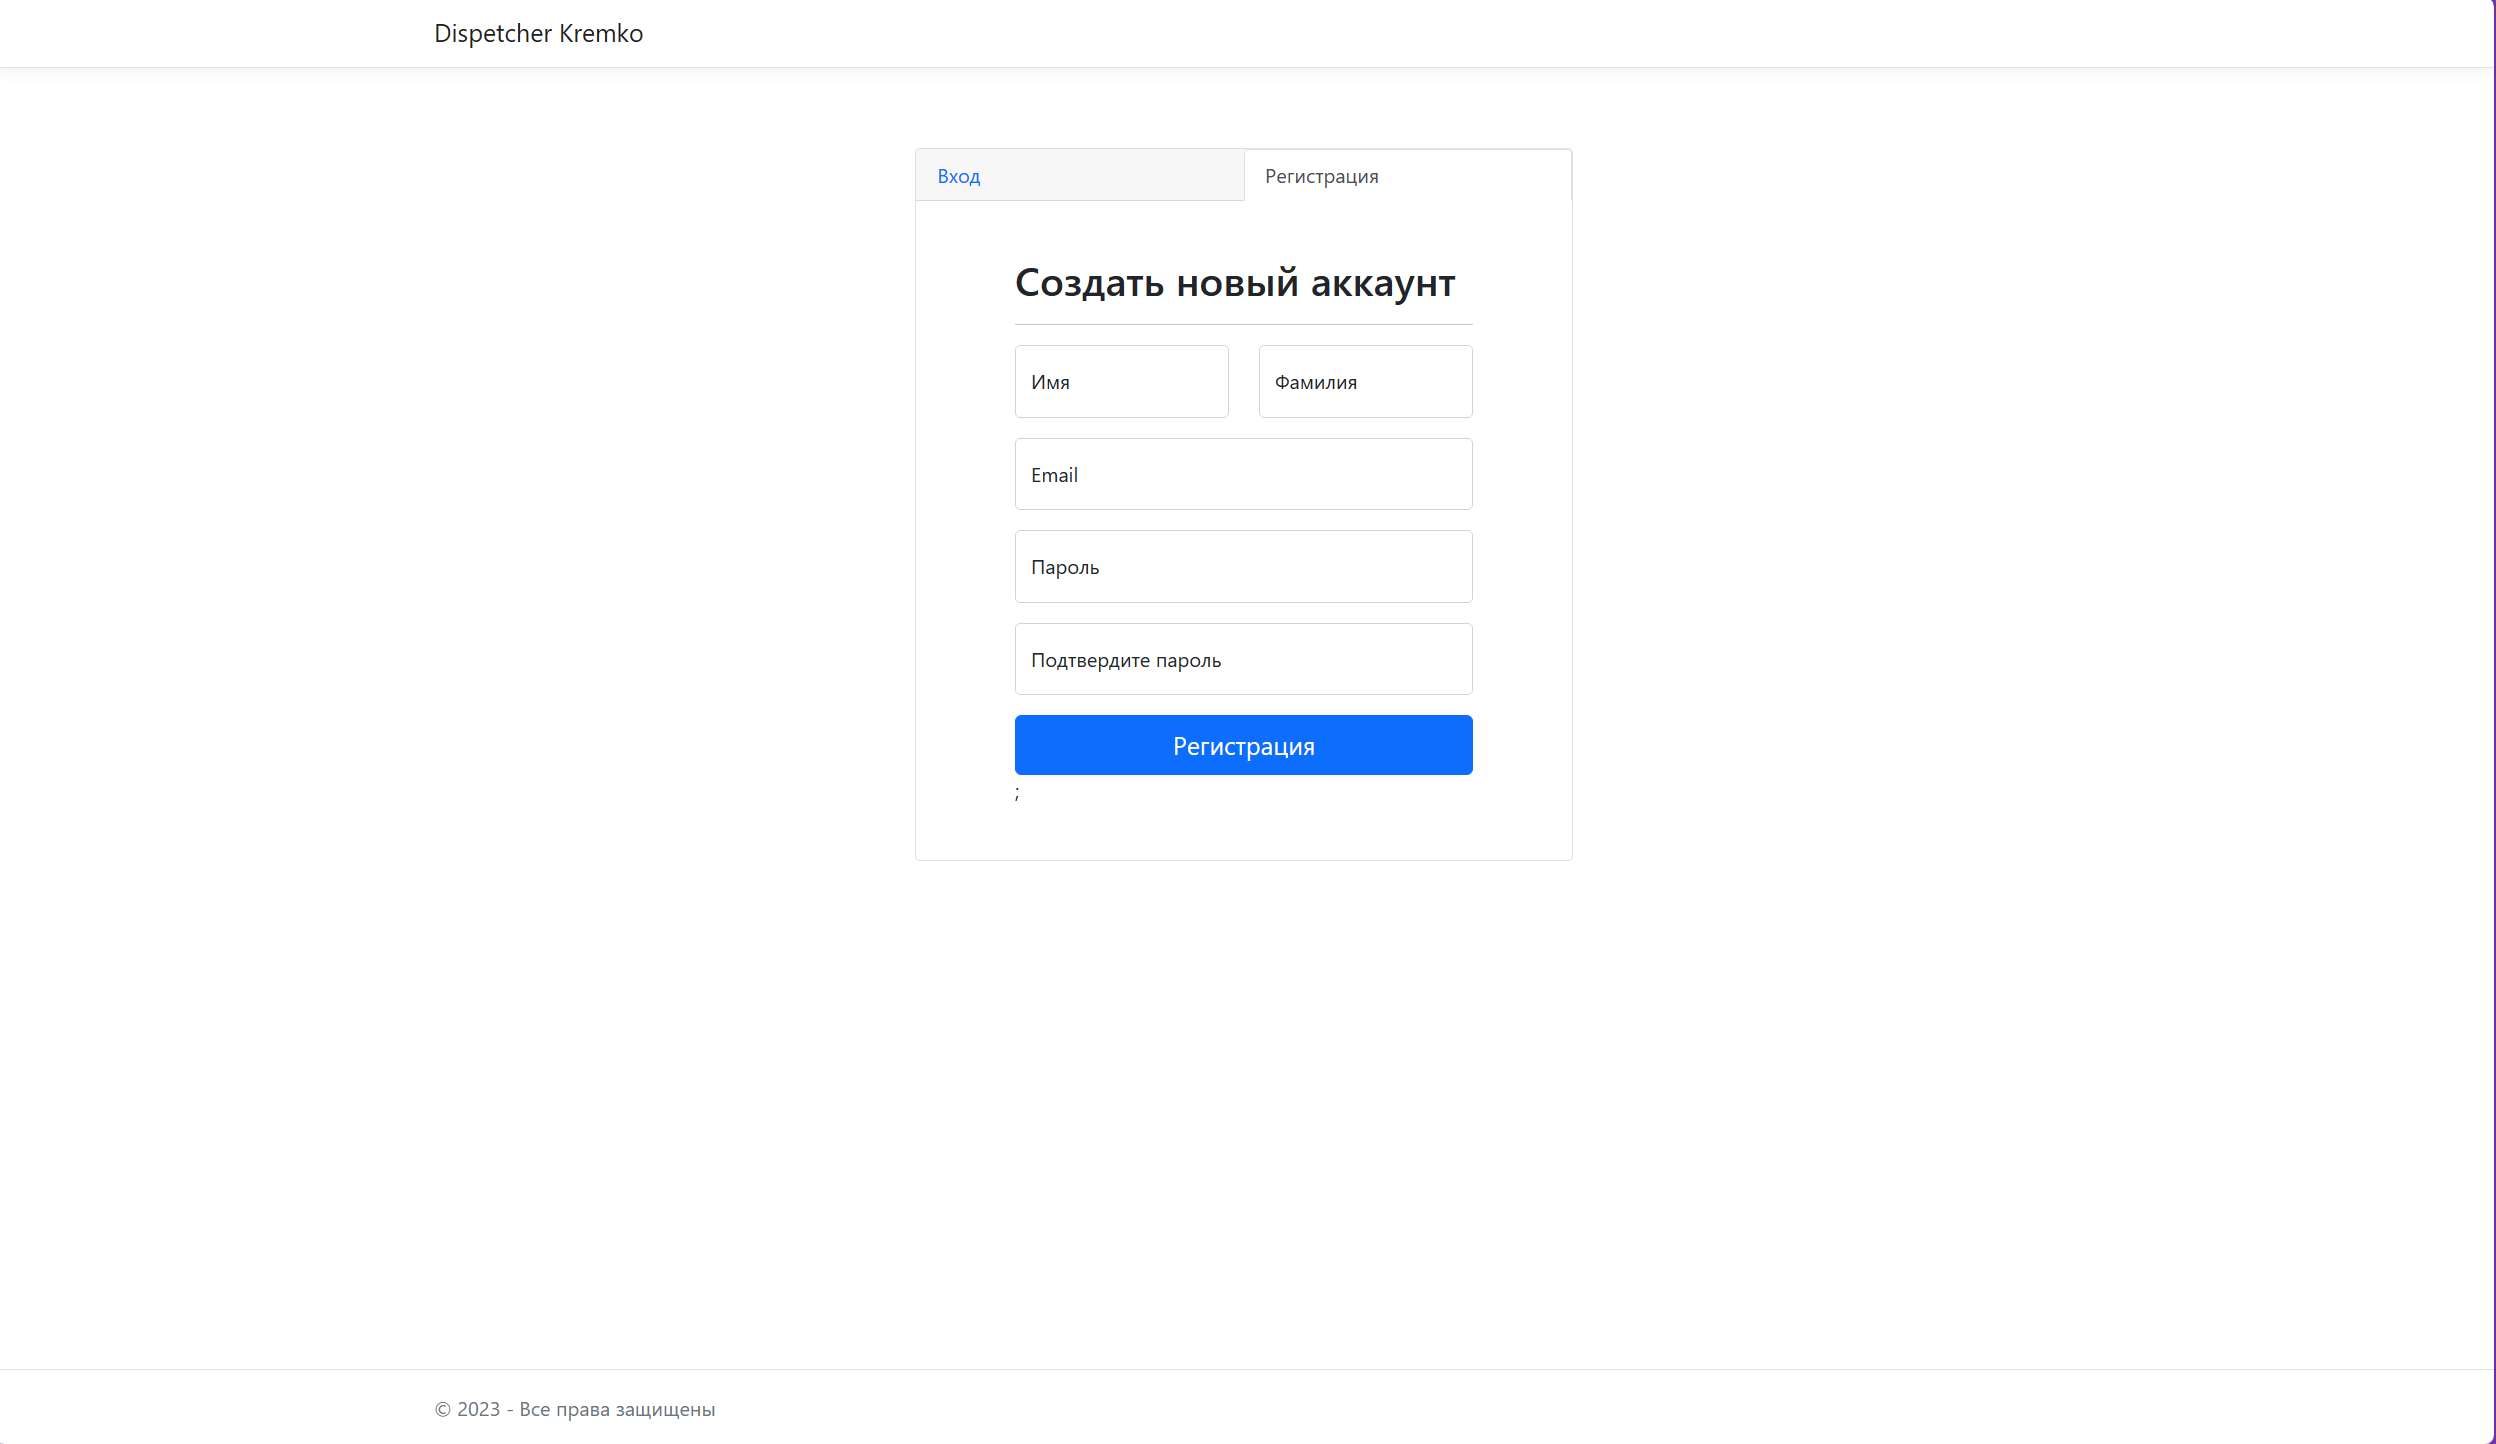 Dispetcher Kremko
Вход
Регистрация
Создать новый аккаунт
Имя
Фамилия
Email
Пароль
Подтвердите пароль
Регистрация
;
© 2023 - Все права защищены